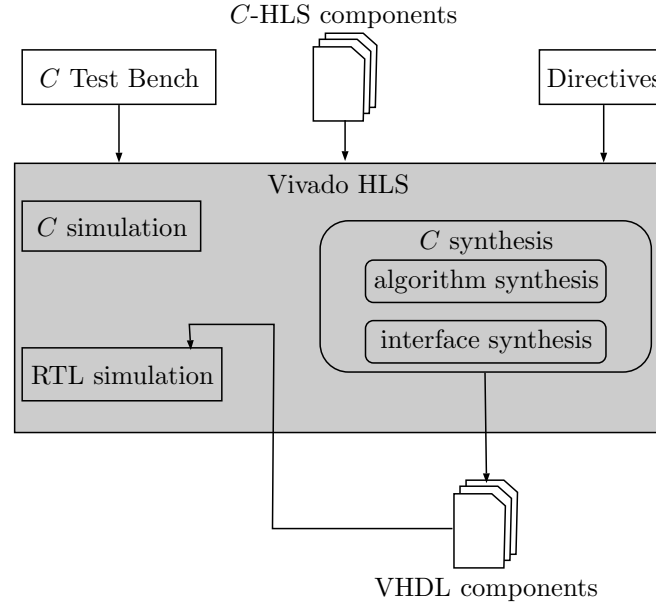 C-HLS components
C Test Bench
Directives
Vivado HLS
C simulation
C synthesis
algorithm synthesis
interface synthesis
RTL simulation
VHDL components